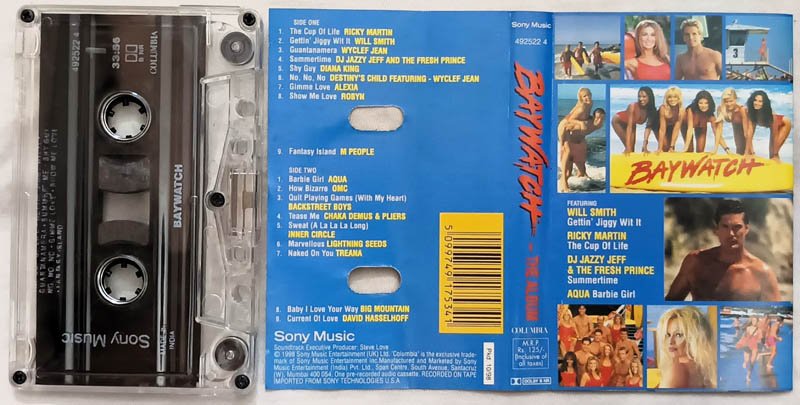 492522 4
33:56
B NR
COLUMBIA
BAYWATCH
Sony Music
MADE IN
INDIA
SIDE ONE
1. The Cup Of Life RICKY MARTIN
2. Gettin' Jiggy Wit It WILL SMITH
3. Guantanamera WYCLEF JEAN
4. Summertime DJ JAZZY JEFF AND THE FRESH PRINCE
5. Shy Guy DIANA KING
6. No, No, No DESTINY'S CHILD FEATURING - WYCLEF JEAN
7. Gimme Love ALEXIA
8. Show Me Love ROBYN
9. Fantasy Island M PEOPLE
SIDE TWO
1. Barbie Girl AQUA
2. How Bizarre OMC
3. Quit Playing Games (With My Heart)
BACKSTREET BOYS
4. Tease Me CHAKA DEMUS & PLIERS
5. Sweat (A La La La Long)
INNER CIRCLE
6. Marvellous LIGHTNING SEEDS
7. Naked On You TREANA
8. Baby I Love Your Way BIG MOUNTAIN
9. Current Of Love DAVID HASSELHOFF
Sony Music
Soundtrack Executive Producer: Steve Love
© 1998 Sony Music Entertainment (UK) Ltd. 'Columbia' is the exclusive trade-
mark of Sony Music Entertainment Inc. Manufactured and Marketed by Sony
Music Entertainment (India) Pvt. Ltd., Span Centre, South Avenue, Santacruz
(W), Mumbai 400 054. One pre-recorded audio cassette. RECORDED ON TAPE
IMPORTED FROM SONY TECHNOLOGIES U.S.A
5099749175341
Pkd 10/98
Sony Music
492522 4
BAYWATCH - THE ALBUM
COLUMBIA
M.R.P.
Rs. 125/-
(Inclusive of
all taxes)
DOLBY B NR
3
BAYWATCH
FEATURING
WILL SMITH
Gettin' Jiggy Wit It
RICKY MARTIN
The Cup Of Life
DJ JAZZY JEFF
& THE FRESH PRINCE
Summertime
AQUA Barbie Girl